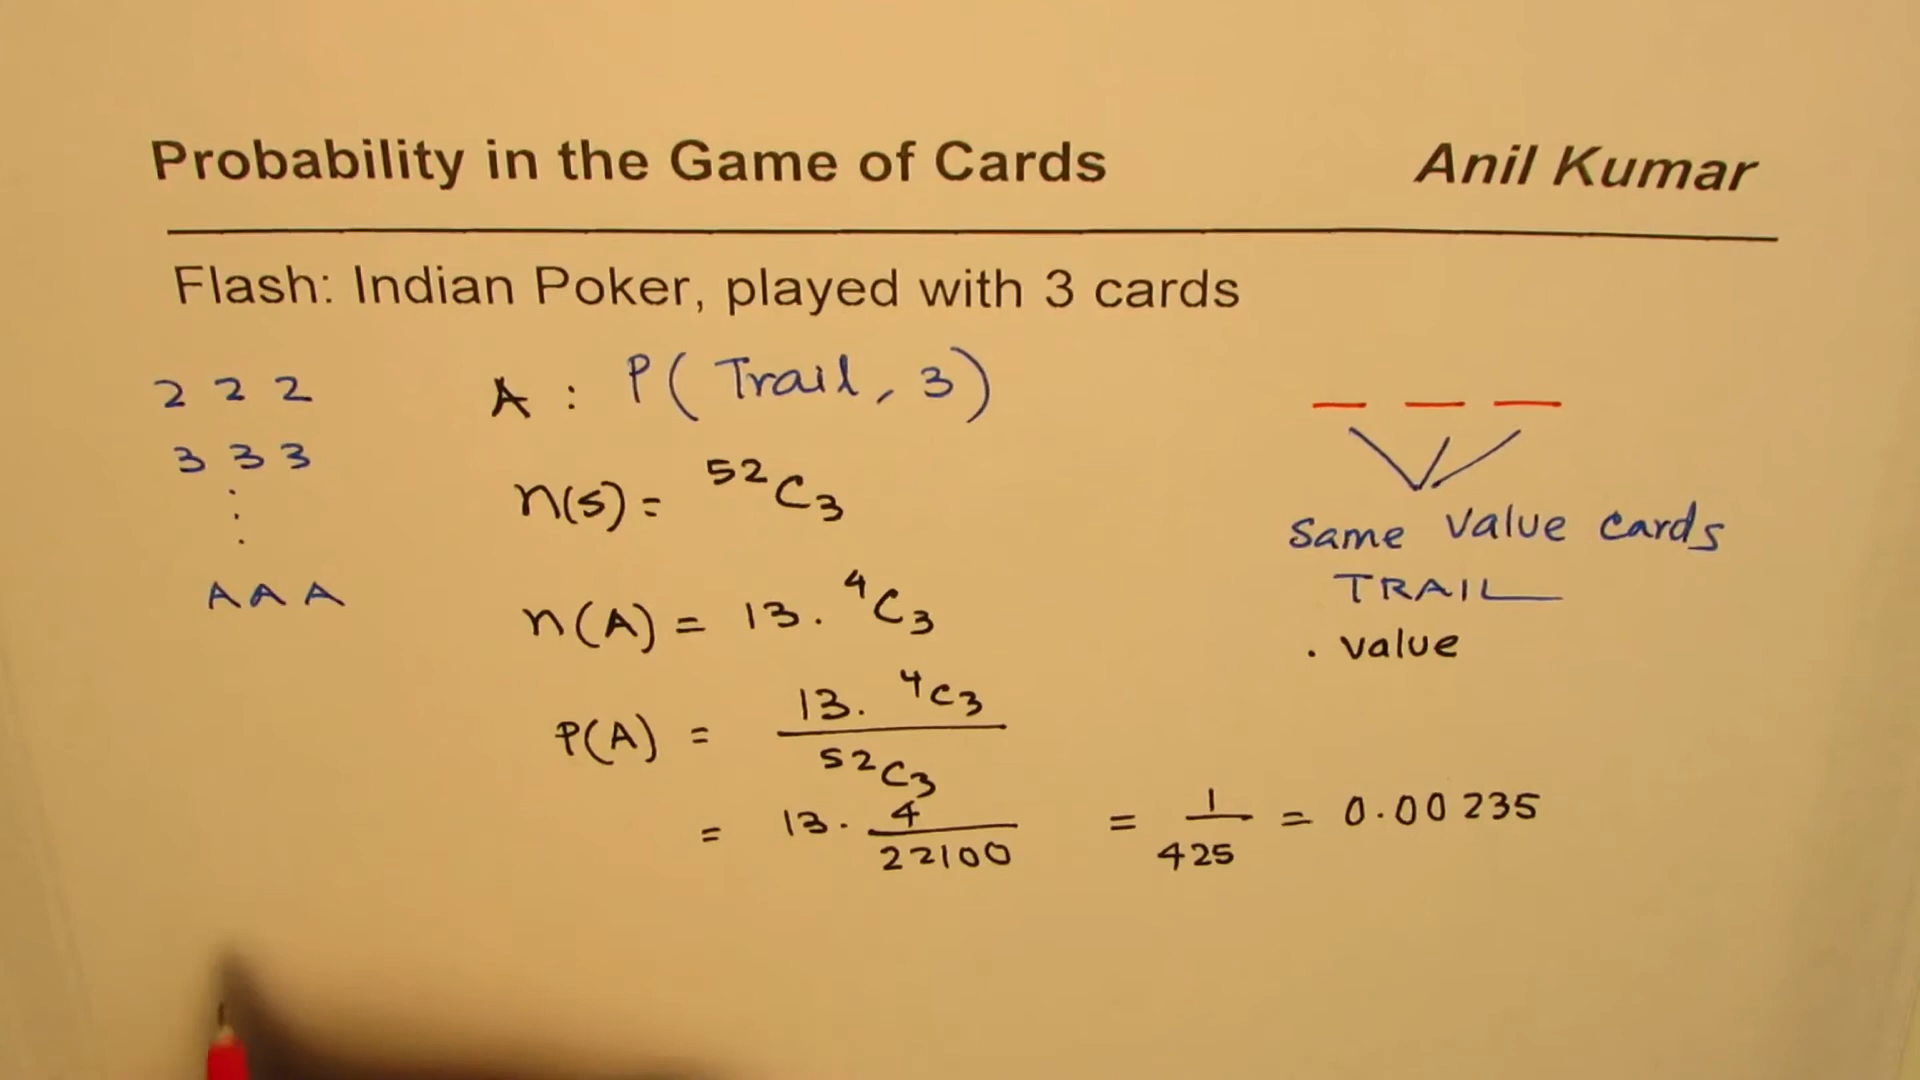 Probability in the Game of Cards Anil Kumar
Flash: Indian Poker, played with 3 cards
2 2 2
3 3 3
⋮
A A A
A : P( Trail, 3)
n(s) = ⁵²C₃
n(A) = 13. ⁴C₃
P(A) = 13. ⁴C₃ / ⁵²C₃
= 13. 4/22100 = 1/425 = 0.00235
Same value cards
TRAIL
. value